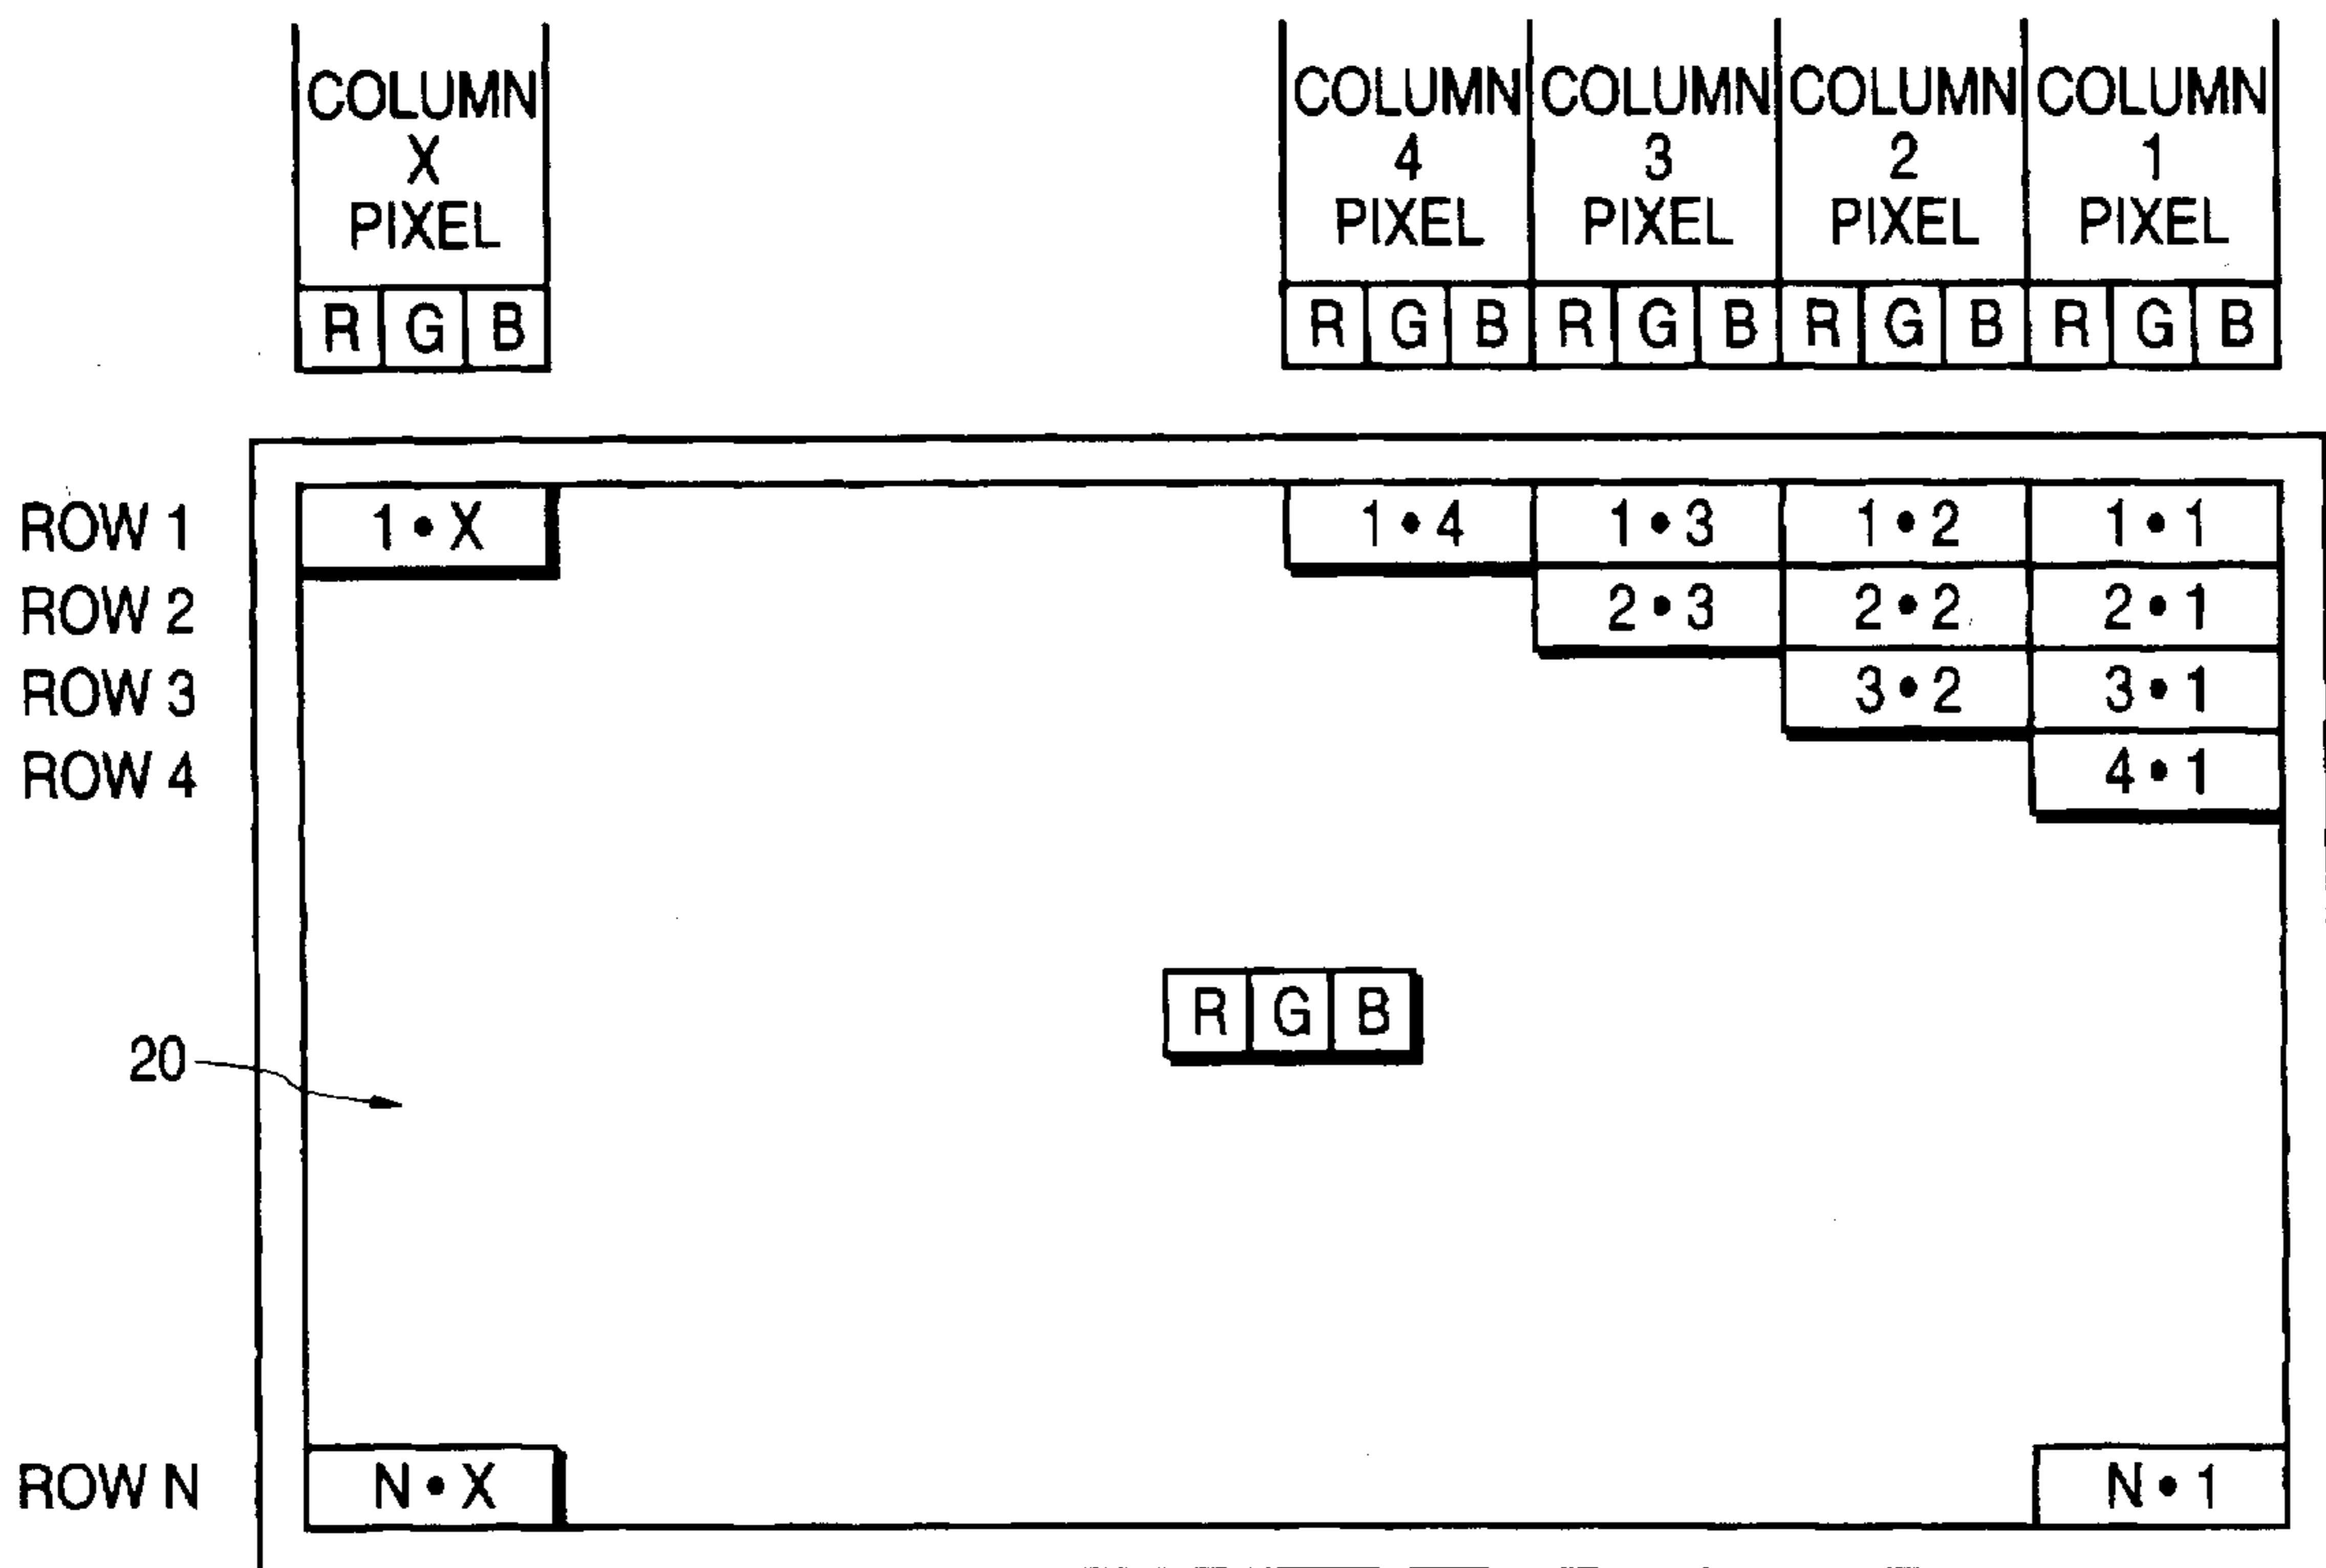 COLUMN X PIXEL
COLUMN 4 PIXEL
COLUMN 3 PIXEL
COLUMN 2 PIXEL
COLUMN 1 PIXEL
R G B
R G B R G B R G B R G B
ROW 1 1•X 1•4 1•3 1•2 1•1
ROW 2 2•3 2•2 2•1
ROW 3 3•2 3•1
ROW 4 4•1
R G B
20
ROW N N•X N•1